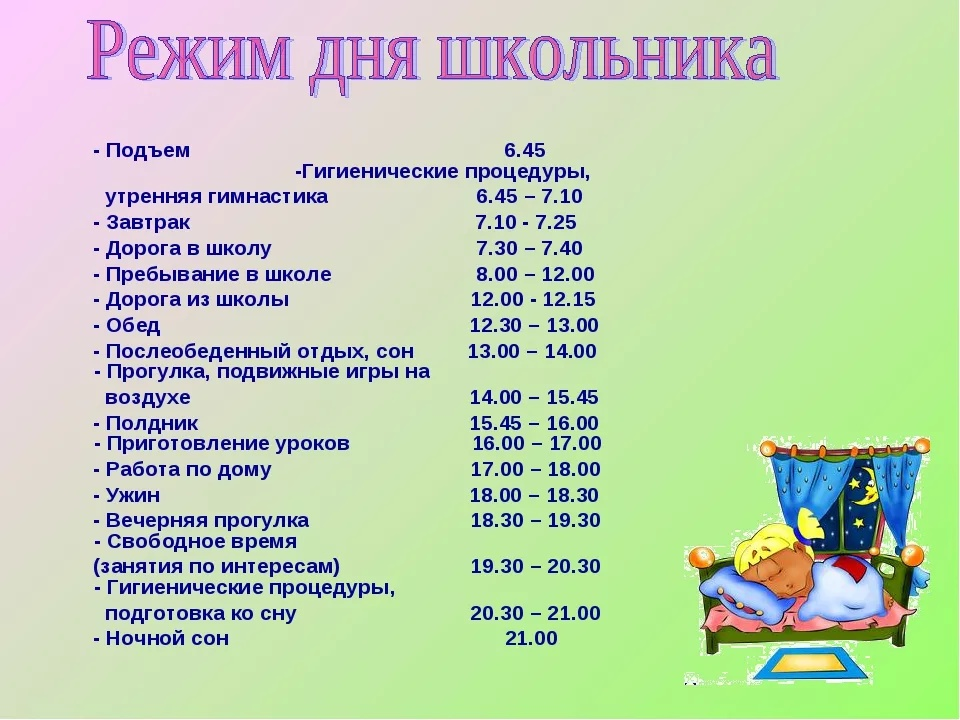 Режим дня школьника
- Подъем 6.45
-Гигиенические процедуры,
утренняя гимнастика 6.45 – 7.10
- Завтрак 7.10 - 7.25
- Дорога в школу 7.30 – 7.40
- Пребывание в школе 8.00 – 12.00
- Дорога из школы 12.00 - 12.15
- Обед 12.30 – 13.00
- Послеобеденный отдых, сон 13.00 – 14.00
- Прогулка, подвижные игры на
воздухе 14.00 – 15.45
- Полдник 15.45 – 16.00
- Приготовление уроков 16.00 – 17.00
- Работа по дому 17.00 – 18.00
- Ужин 18.00 – 18.30
- Вечерняя прогулка 18.30 – 19.30
- Свободное время
(занятия по интересам) 19.30 – 20.30
- Гигиенические процедуры,
подготовка ко сну 20.30 – 21.00
- Ночной сон 21.00